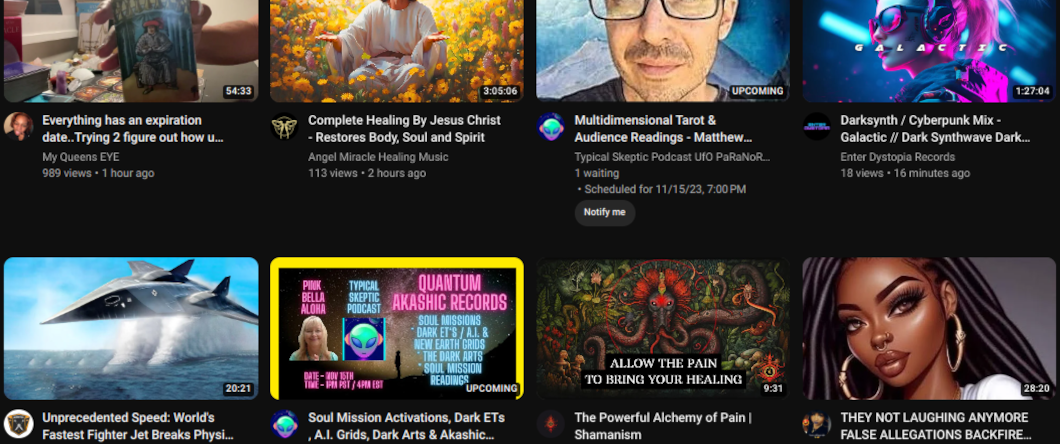 54:33
3:05:06
UPCOMING
GALACTIC
1:27:04
Everything has an expiration
date..Trying 2 figure out how u...
My Queens EYE
989 views • 1 hour ago
Complete Healing By Jesus Christ
- Restores Body, Soul and Spirit
Angel Miracle Healing Music
113 views • 2 hours ago
Multidimensional Tarot &
Audience Readings - Matthew...
Typical Skeptic Podcast UfO PaRaNoR...
1 waiting
• Scheduled for 11/15/23, 7:00 PM
Notify me
Darksynth / Cyberpunk Mix -
Galactic // Dark Synthwave Dark...
Enter Dystopia Records
18 views • 16 minutes ago
20:21
PINK
BELLA
ALOHA
TYPICAL
SKEPTIC
PODCAST
QUANTUM
AKASHIC RECORDS
SOUL MISSIONS
DARK ET'S / A.I. &
NEW EARTH GRIDS
* THE DARK ARTS
* SOUL MISSION
READINGS
DATE - NOV 15TH
TIME - 1PM PST / 4PM EST
UPCOMING
ALLOW THE PAIN
TO BRING YOUR HEALING
9:31
28:20
Unprecedented Speed: World's
Fastest Fighter Jet Breaks Physi...
Soul Mission Activations, Dark ETs
, A.I. Grids, Dark Arts & Akashic...
The Powerful Alchemy of Pain |
Shamanism
THEY NOT LAUGHING ANYMORE
FALSE ALLEGATIONS BACKFIRE...